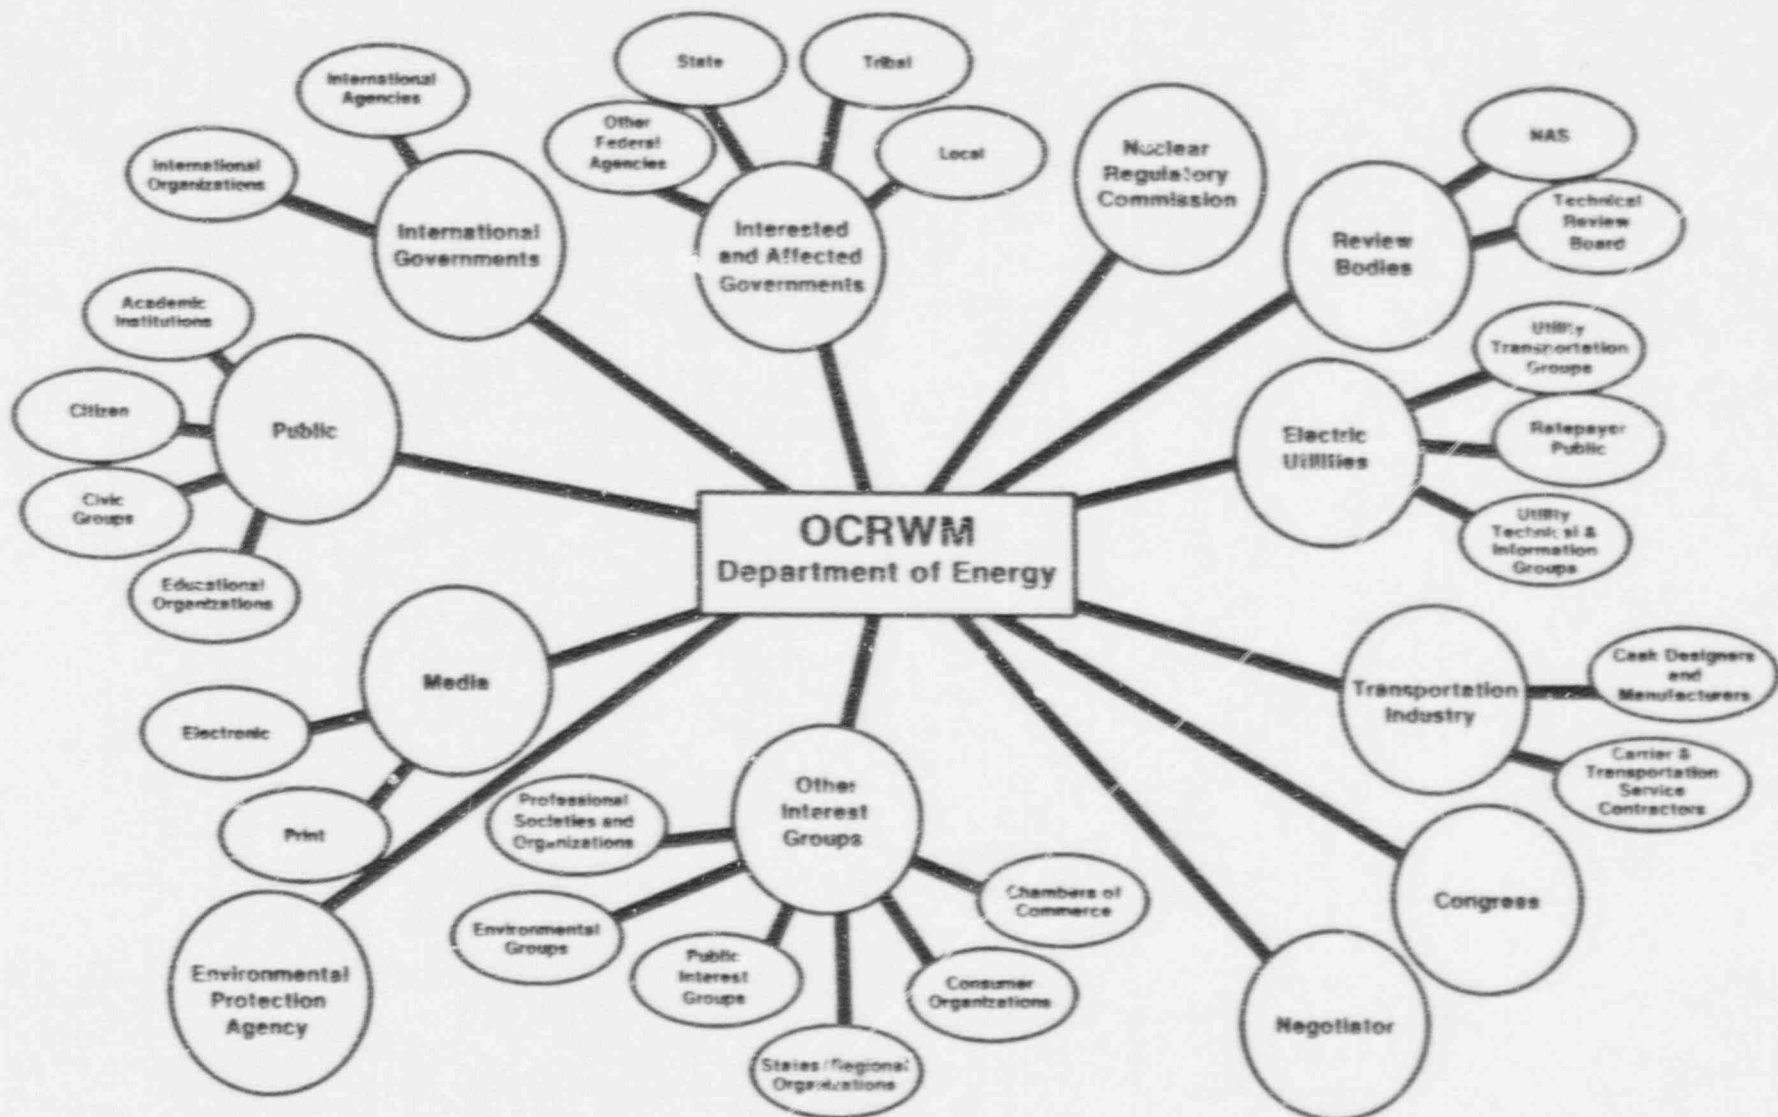 State
Tribal
International
Agencies
Other
Federal
Agencies
Local
International
Organizations
Nuclear
Regulatory
Commission
NAS
Technical
Review
Board
International
Governments
Interested
and Affected
Governments
Review
Bodies
Academic
Institutions
Utility
Transportation
Groups
Citizen
Public
Electric
Utilities
Ratepayer
Public
Civic
Groups
Utility
Technical &
Information
Groups
OCRWM
Department of Energy
Educational
Organizations
Media
Transportation
Industry
Cask Designers
and
Manufacturers
Electronic
Carrier &
Transportation
Service
Contractors
Print
Professional
Societies and
Organizations
Other
Interest
Groups
Chambers of
Commerce
Congress
Environmental
Groups
Public
Interest
Groups
Consumer
Organizations
Environmental
Protection
Agency
Negotiator
States/Regional
Organizations